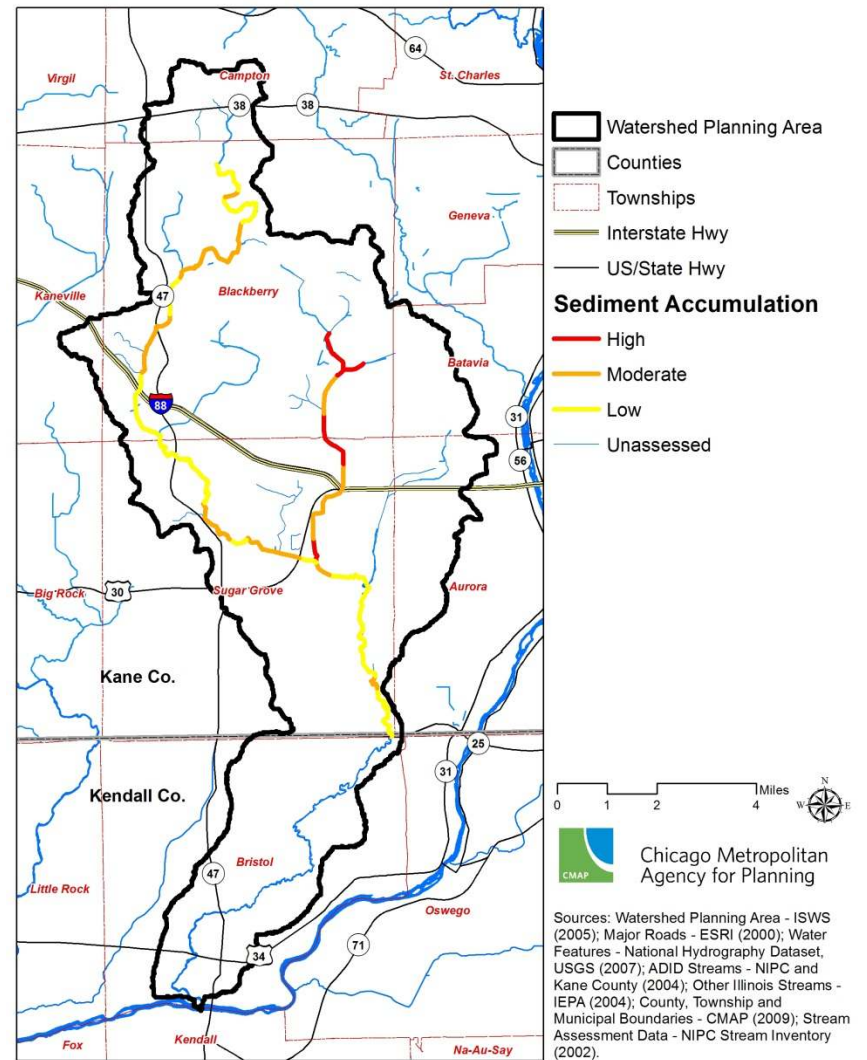 64
Virgil
Campton
St. Charles
38
38
Geneva
Kaneville
47
Blackberry
Batavia
88
31
56
Big Rock
30
Sugar Grove
Aurora
Kane Co.
25
31
Kendall Co.
Bristol
Little Rock
47
Oswego
71
34
Fox
Kendall
Na-Au-Say
Watershed Planning Area
Counties
Townships
Interstate Hwy
US/State Hwy
Sediment Accumulation
High
Moderate
Low
Unassessed
Miles
0 1 2 4
N
W E
S
CMAP
Chicago Metropolitan
Agency for Planning
Sources: Watershed Planning Area - ISWS
(2005); Major Roads - ESRI (2000); Water
Features - National Hydrography Dataset,
USGS (2007); ADID Streams - NIPC and
Kane County (2004); Other Illinois Streams -
IEPA (2004); County, Township and
Municipal Boundaries - CMAP (2009); Stream
Assessment Data - NIPC Stream Inventory
(2002).